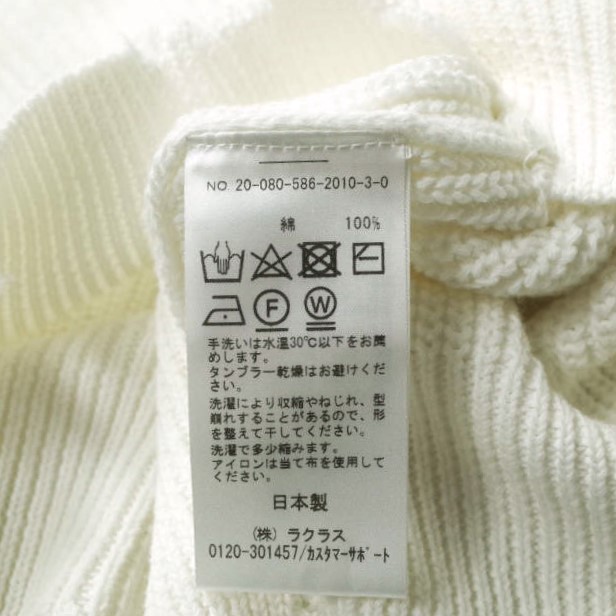 NO. 20-080-586-2010-3-0
綿 100%
F W
手洗いは水温30℃以下をお薦
めします。
タンブラー乾燥はお避けくだ
さい。
洗濯により収縮やねじれ、型
崩れすることがあるので、形
を整えて干してください。
洗濯で多少縮みます。
アイロンは当て布を使用して
ください。
日本製
(株) ラクラス
0120-301457/カスタマーサポート